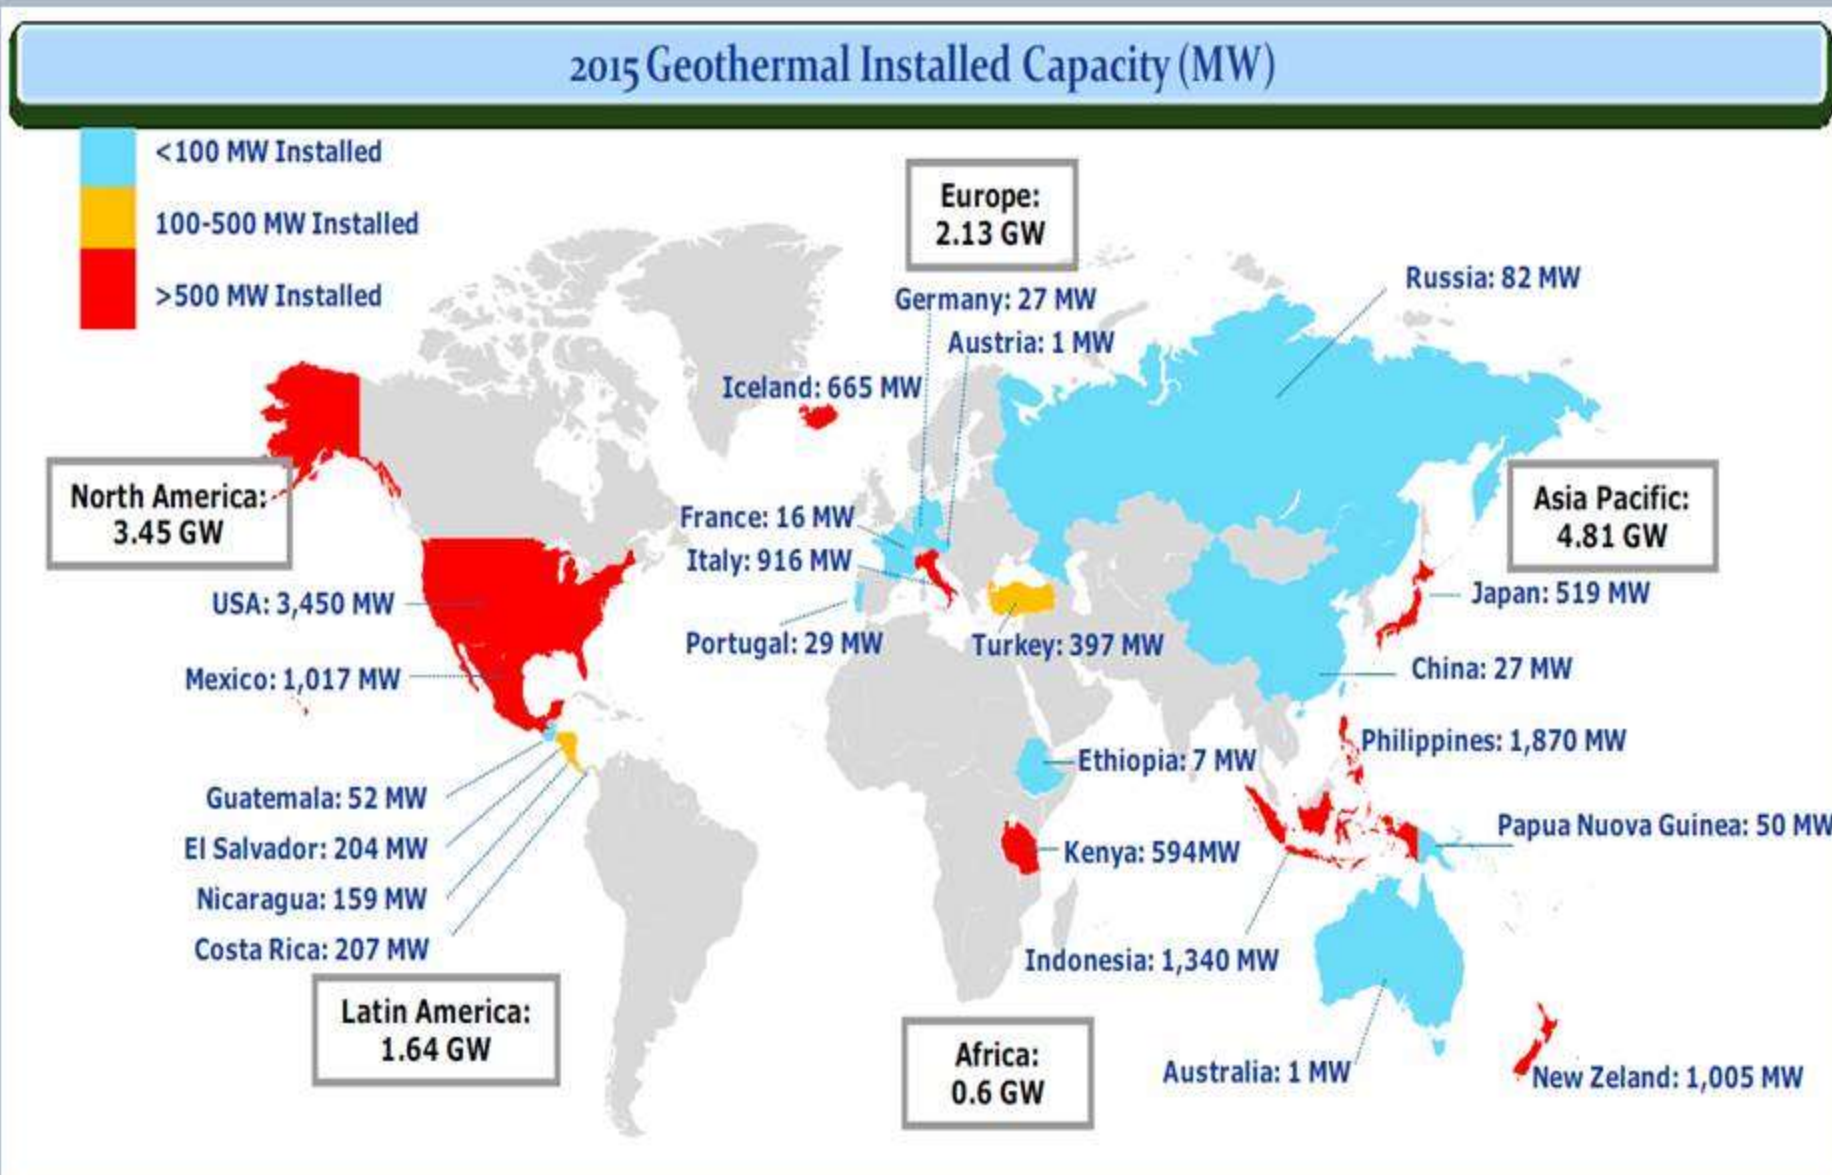 2015 Geothermal Installed Capacity (MW)
<100 MW Installed
100-500 MW Installed
>500 MW Installed
Europe:
2.13 GW
Russia: 82 MW
Germany: 27 MW
Austria: 1 MW
Iceland: 665 MW
North America:
3.45 GW
Asia Pacific:
4.81 GW
France: 16 MW
Italy: 916 MW
USA: 3,450 MW
Japan: 519 MW
Portugal: 29 MW
Turkey: 397 MW
Mexico: 1,017 MW
China: 27 MW
Philippines: 1,870 MW
Ethiopia: 7 MW
Guatemala: 52 MW
Papua Nuova Guinea: 50 MW
El Salvador: 204 MW
Kenya: 594MW
Nicaragua: 159 MW
Costa Rica: 207 MW
Indonesia: 1,340 MW
Latin America:
1.64 GW
Africa:
0.6 GW
Australia: 1 MW
New Zeland: 1,005 MW